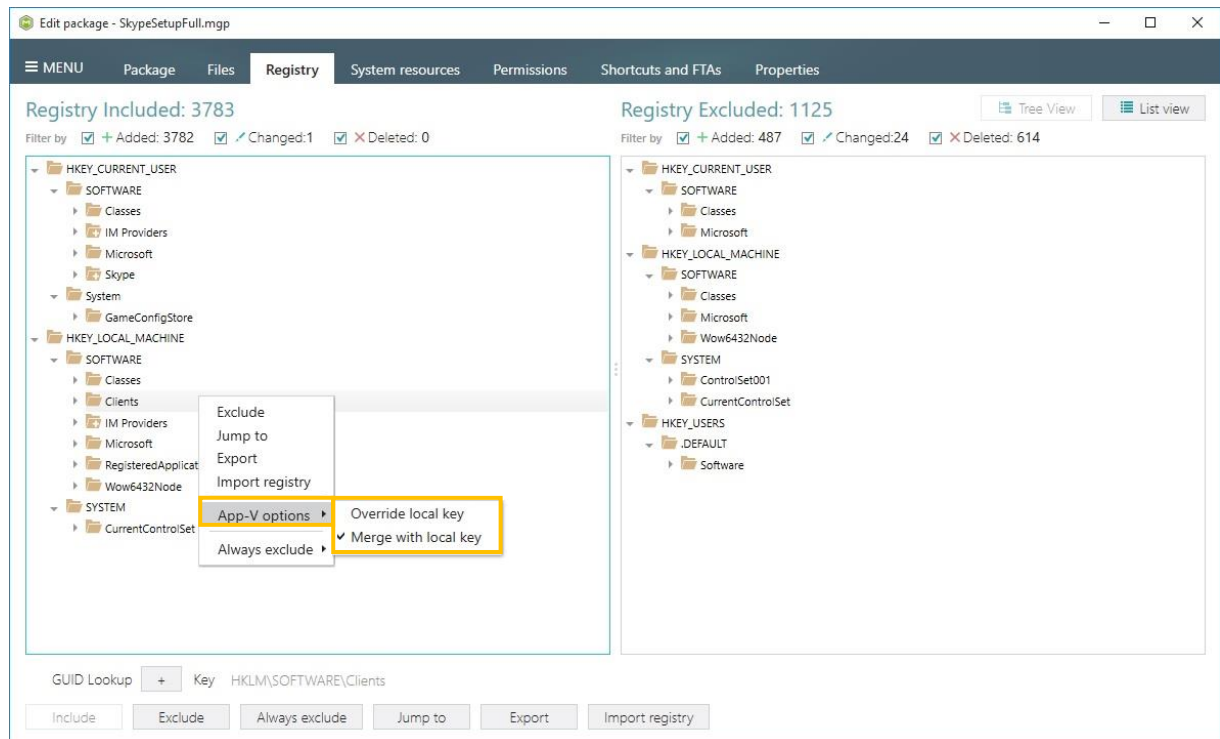 Edit package - SkypeSetupFull.mgp
MENU Package Files Registry System resources Permissions Shortcuts and FTAs Properties
Registry Included: 3783
Filter by + Added: 3782 Changed:1 Deleted: 0
HKEY_CURRENT_USER
SOFTWARE
Classes
IM Providers
Microsoft
Skype
System
GameConfigStore
HKEY_LOCAL_MACHINE
SOFTWARE
Classes
Clients
IM Providers
Microsoft
RegisteredApplicat
Wow6432Node
SYSTEM
CurrentControlSet
Exclude
Jump to
Export
Import registry
App-V options
Always exclude
Override local key
Merge with local key
Registry Excluded: 1125
Tree View List view
Filter by + Added: 487 Changed:24 Deleted: 614
HKEY_CURRENT_USER
SOFTWARE
Classes
Microsoft
HKEY_LOCAL_MACHINE
SOFTWARE
Classes
Microsoft
Wow6432Node
SYSTEM
ControlSet001
CurrentControlSet
HKEY_USERS
.DEFAULT
Software
GUID Lookup + Key HKLM\SOFTWARE\Clients
Include Exclude Always exclude Jump to Export Import registry